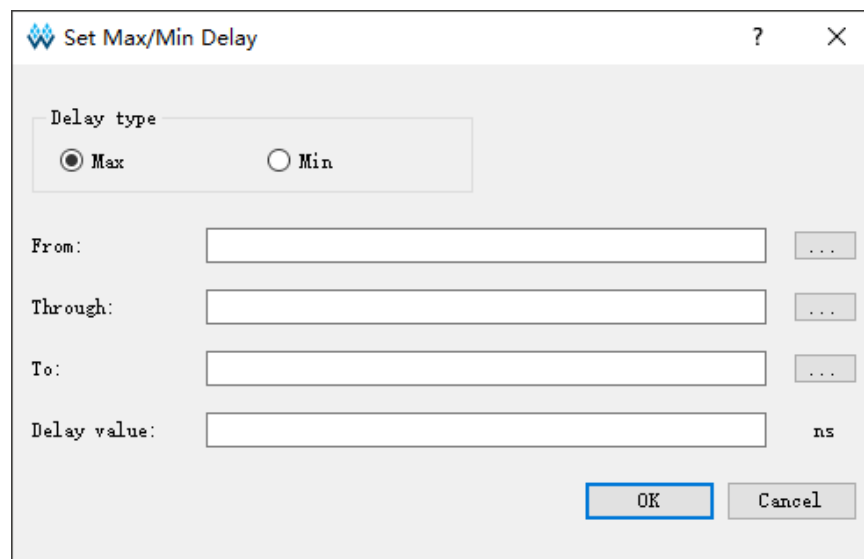 Set Max/Min Delay ?
Delay type
Max Min
From: ...
Through: ...
To: ...
Delay value: ns
OK Cancel